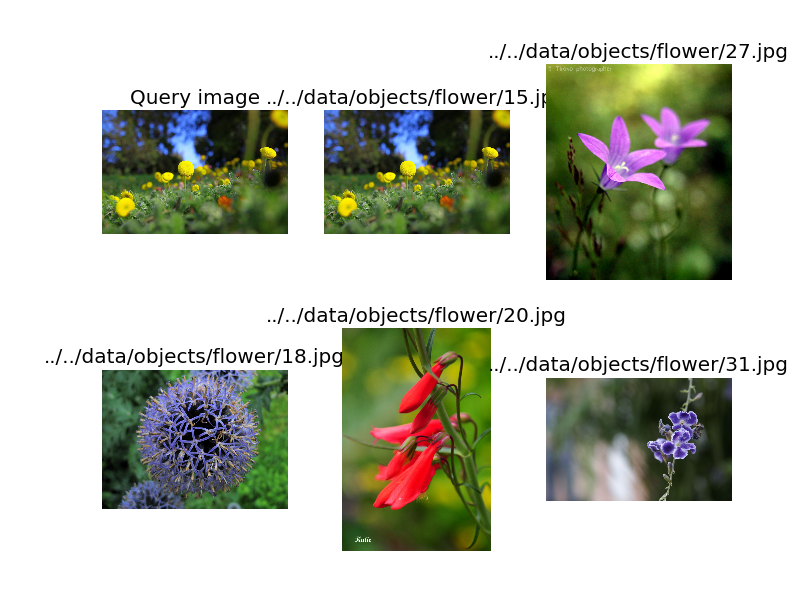 ../../data/objects/flower/27.jpg
Query image
../../data/objects/flower/15.jp
../../data/objects/flower/20.jpg
../../data/objects/flower/18.jpg
../../data/objects/flower/31.jpg
Katie